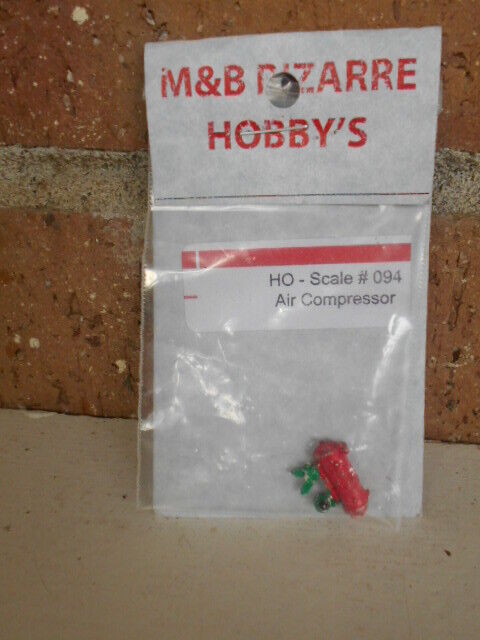 M&B BIZARRE
HOBBY'S
HO - Scale # 094
Air Compressor